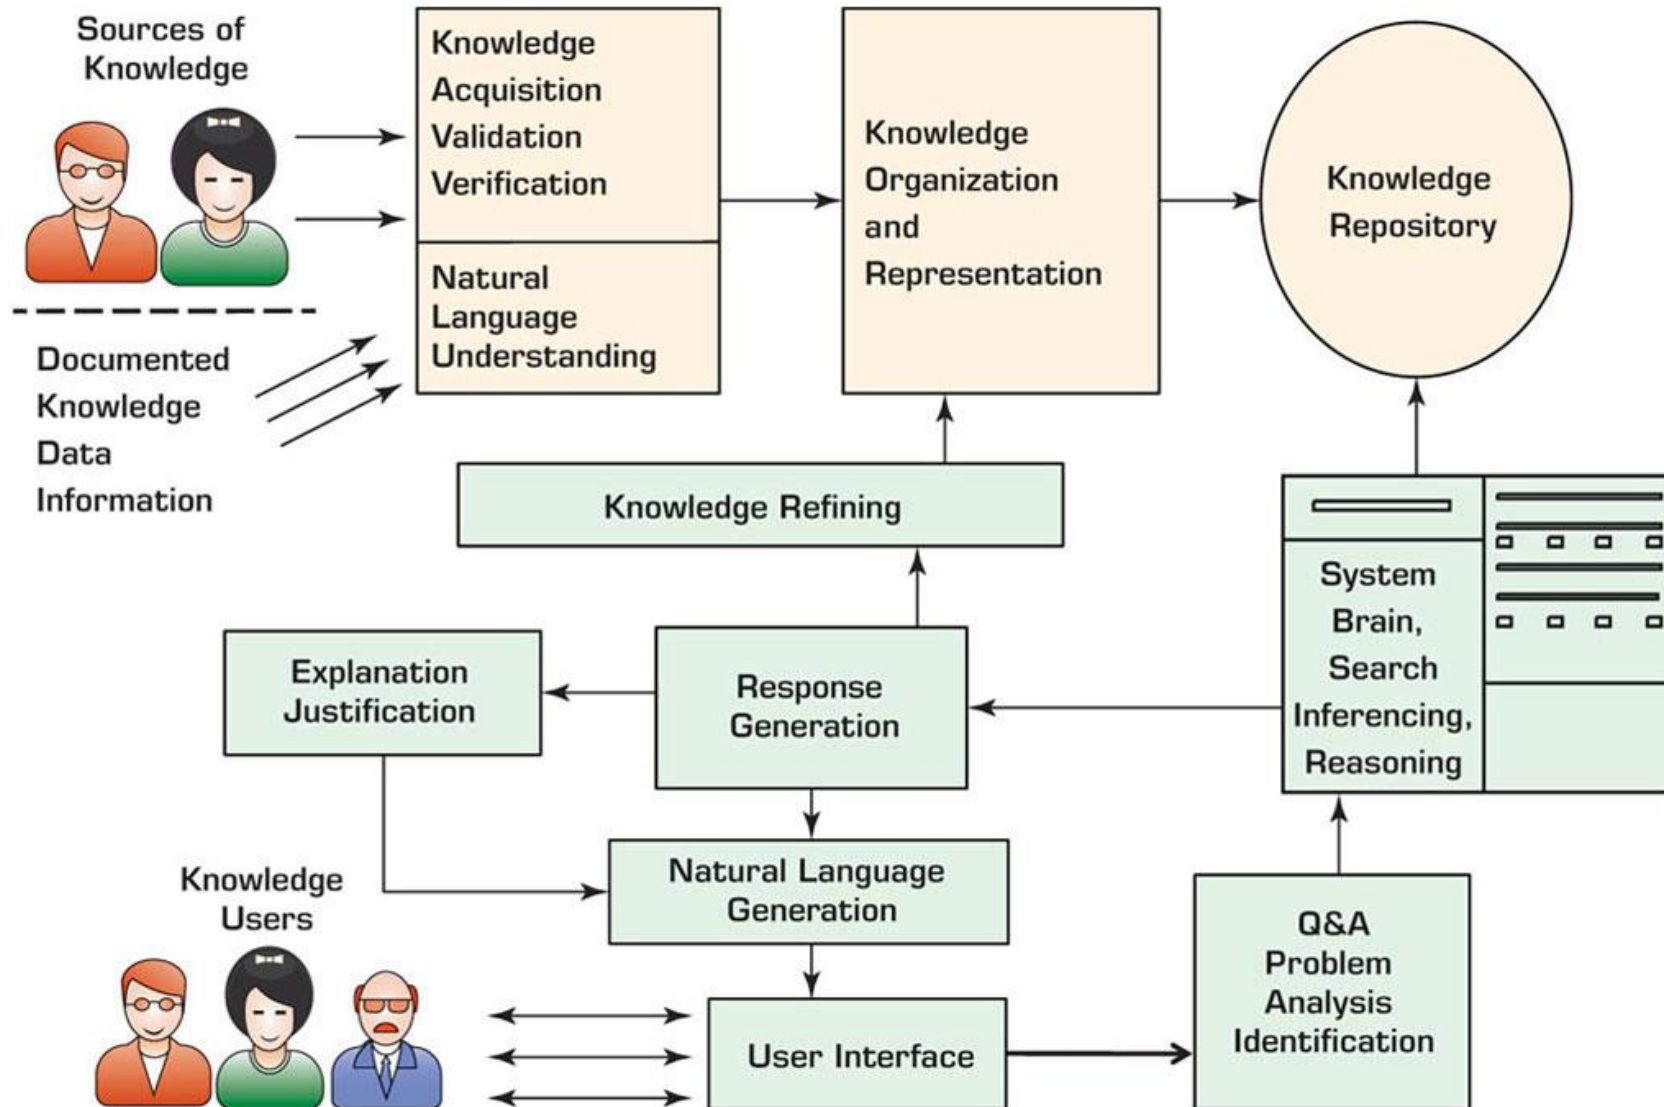 Sources of
Knowledge
Knowledge
Acquisition
Validation
Verification
Natural
Language
Understanding
Knowledge
Organization
and
Representation
Knowledge
Repository
Documented
Knowledge
Data
Information
Knowledge Refining
System
Brain,
Search
Inferencing,
Reasoning
Explanation
Justification
Response
Generation
Natural Language
Generation
Knowledge
Users
User Interface
Q&A
Problem
Analysis
Identification